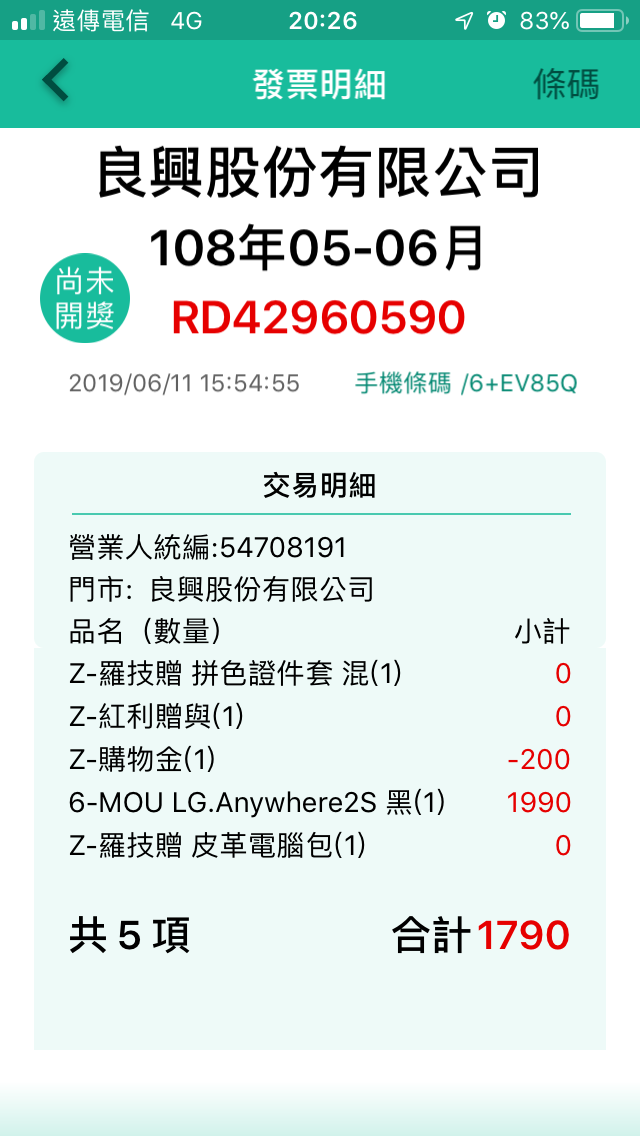 遠傳電信 4G 20:26 83%
發票明細 條碼
良興股份有限公司
108年05-06月
尚未
開獎
RD42960590
2019/06/11 15:54:55 手機條碼 /6+EV85Q
交易明細
營業人統編:54708191
門市: 良興股份有限公司
品名（數量） 小計
Z-羅技贈 拼色證件套 混(1) 0
Z-紅利贈與(1) 0
Z-購物金(1) -200
6-MOU LG.Anywhere2S 黑(1) 1990
Z-羅技贈 皮革電腦包(1) 0
共 5 項 合計1790